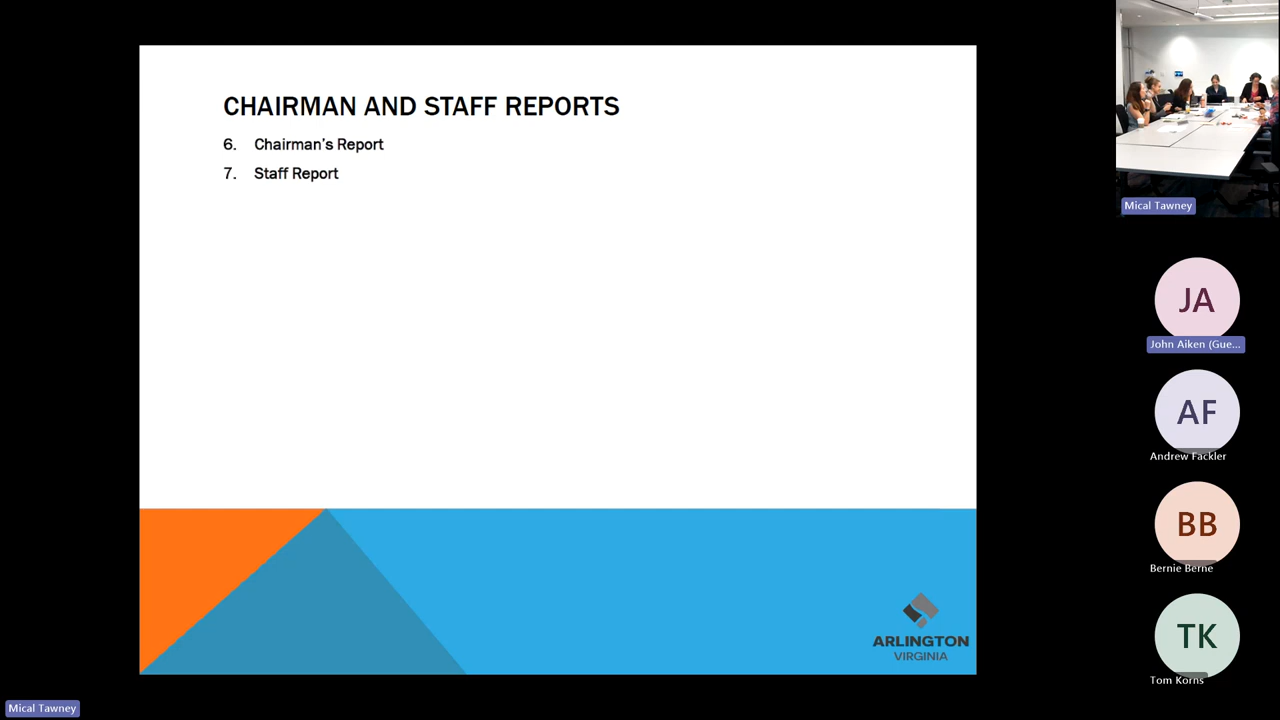 CHAIRMAN AND STAFF REPORTS
6. Chairman's Report
7. Staff Report
ARLINGTON
VIRGINIA
Mical Tawney
JA
John Aiken (Gue...
AF
Andrew Fackler
BB
Bernie Berne
TK
Tom Korns
Mical Tawney